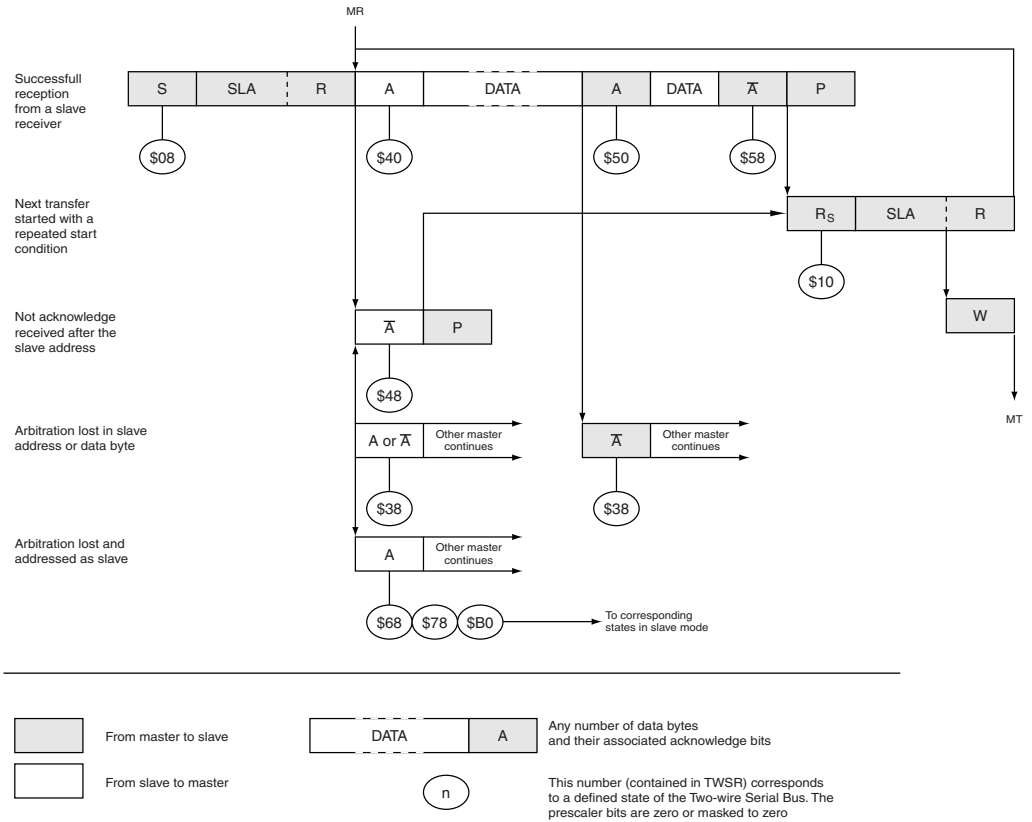 MR
Successfull
reception
from a slave
receiver
S SLA R A DATA A DATA A̅ P
$08 $40 $50 $58
Next transfer
started with a
repeated start
condition
RS SLA R
$10
Not acknowledge
received after the
slave address
A̅ P
W
$48
MT
Arbitration lost in slave
address or data byte
A or A̅
Other master
continues
A̅
Other master
continues
$38 $38
Arbitration lost and
addressed as slave
A
Other master
continues
$68 $78 $B0
To corresponding
states in slave mode
From master to slave
DATA A
Any number of data bytes
and their associated acknowledge bits
From slave to master
n
This number (contained in TWSR) corresponds
to a defined state of the Two-wire Serial Bus. The
prescaler bits are zero or masked to zero